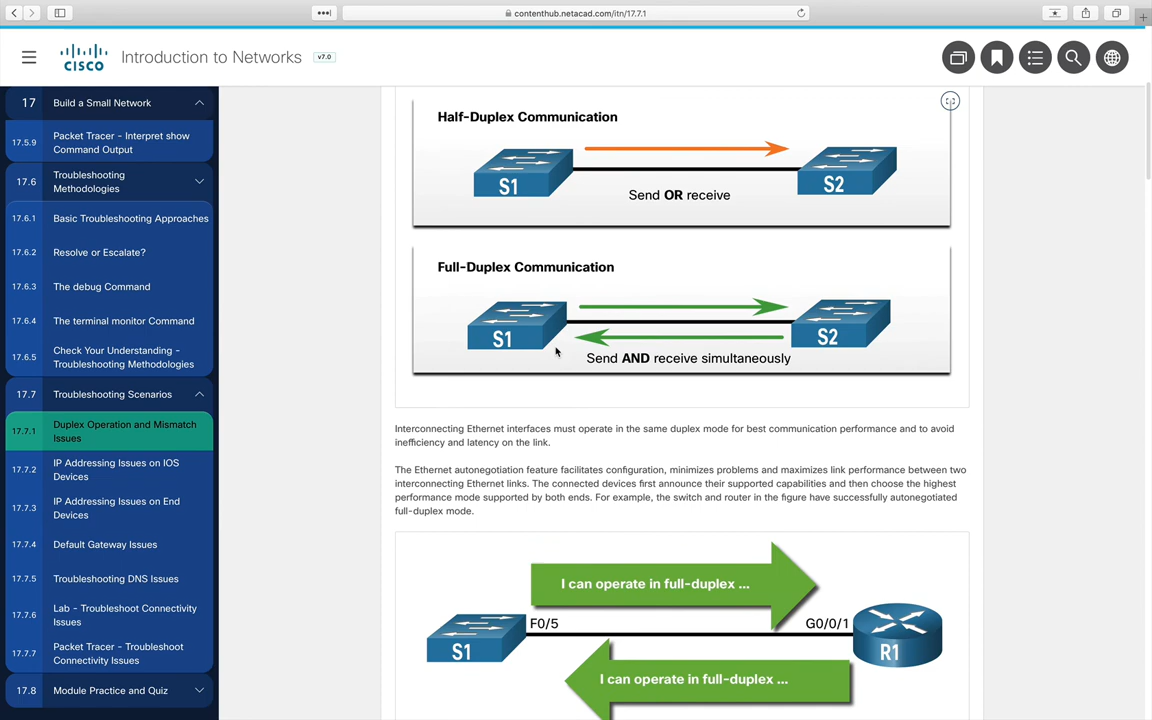 contenthub.netacad.com/itn/17.7.1
CISCO
Introduction to Networks
v7.0
17 Build a Small Network
17.5.9 Packet Tracer - Interpret show
Command Output
17.6 Troubleshooting
Methodologies
17.6.1 Basic Troubleshooting Approaches
17.6.2 Resolve or Escalate?
17.6.3 The debug Command
17.6.4 The terminal monitor Command
17.6.5 Check Your Understanding -
Troubleshooting Methodologies
17.7 Troubleshooting Scenarios
17.7.1 Duplex Operation and Mismatch
Issues
17.7.2 IP Addressing Issues on IOS
Devices
17.7.3 IP Addressing Issues on End
Devices
17.7.4 Default Gateway Issues
17.7.5 Troubleshooting DNS Issues
17.7.6 Lab - Troubleshoot Connectivity
Issues
17.7.7 Packet Tracer - Troubleshoot
Connectivity Issues
17.8 Module Practice and Quiz
Half-Duplex Communication
S1
S2
Send OR receive
Full-Duplex Communication
S1
S2
Send AND receive simultaneously
Interconnecting Ethernet interfaces must operate in the same duplex mode for best communication performance and to avoid
inefficiency and latency on the link.
The Ethernet autonegotiation feature facilitates configuration, minimizes problems and maximizes link performance between two
interconnecting Ethernet links. The connected devices first announce their supported capabilities and then choose the highest
performance mode supported by both ends. For example, the switch and router in the figure have successfully autonegotiated
full-duplex mode.
I can operate in full-duplex ...
F0/5
G0/0/1
S1
R1
I can operate in full-duplex ...